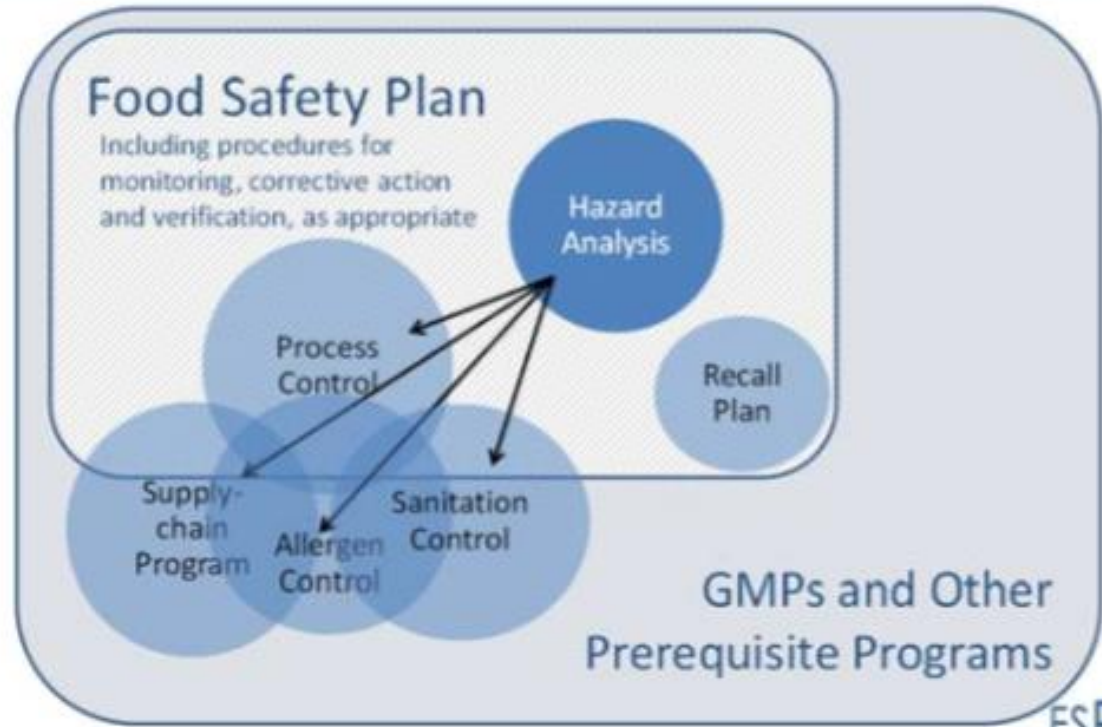 Food Safety Plan
Including procedures for
monitoring, corrective action
and verification, as appropriate
Hazard
Analysis
Process
Control
Recall
Plan
Supply-
chain
Program
Allergen
Control
Sanitation
Control
GMPs and Other
Prerequisite Programs